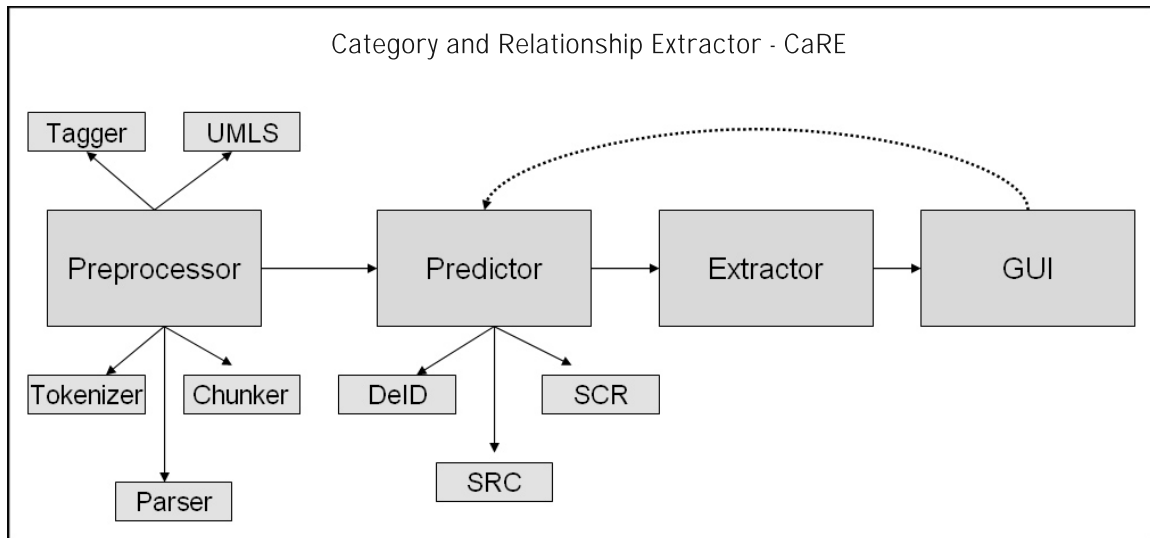 Category and Relationship Extractor - CaRE
Tagger
UMLS
Preprocessor
Predictor
Extractor
GUI
Tokenizer
Chunker
DeID
SCR
SRC
Parser